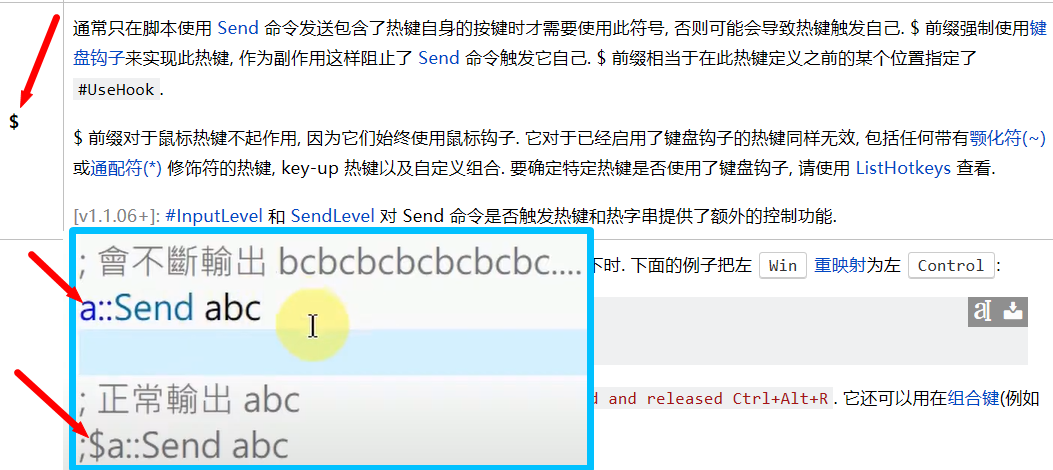 通常只在脚本使用 Send 命令发送包含了热键自身的按键时才需要使用此符号, 否则可能会导致热键触发自己. $ 前缀强制使用键
盘钩子来实现此热键, 作为副作用这样阻止了 Send 命令触发它自己. $ 前缀相当于在此热键定义之前的某个位置指定了
#UseHook .
$
$ 前缀对于鼠标热键不起作用, 因为它们始终使用鼠标钩子. 它对于已经启用了键盘钩子的热键同样无效, 包括任何带有颚化符(~)
或通配符(*) 修饰符的热键, key-up 热键以及自定义组合. 要确定特定热键是否使用了键盘钩子, 请使用 ListHotkeys 查看.
[v1.1.06+]: #InputLevel 和 SendLevel 对 Send 命令是否触发热键和热字串提供了额外的控制功能.
; 會不斷輸出 bcbcbcbcbcbcbc....
a::Send abc
; 正常輸出 abc
;$a::Send abc
下时. 下面的例子把左 Win 重映射为左 Control :
a
d and released Ctrl+Alt+R. 它还可以用在组合键(例如